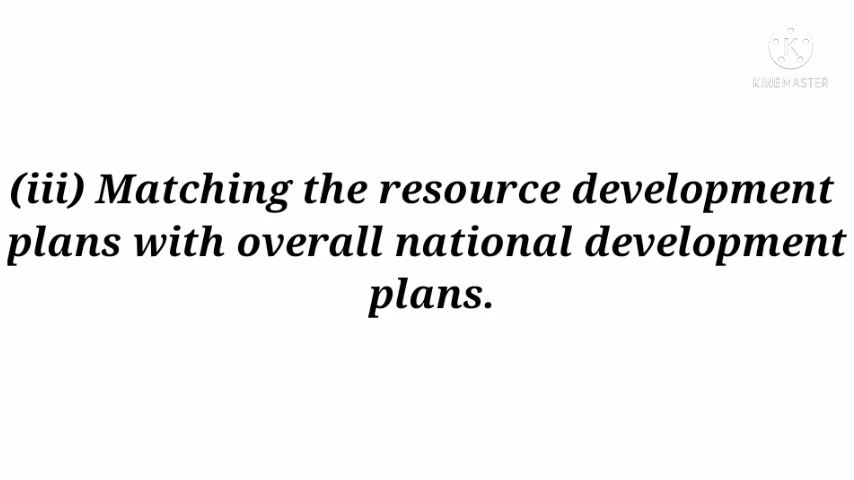 KINEMASTER
(iii) Matching the resource development
plans with overall national development
plans.